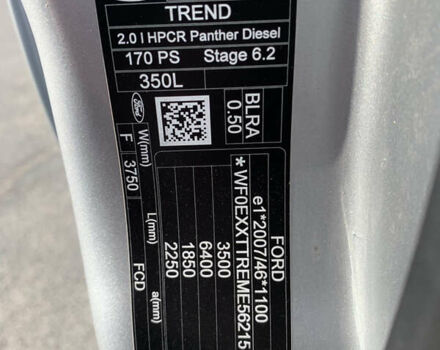 TREND
2.0 l HPCR Panther Diesel
170 PS Stage 6.2
350L
BLRA
0.50
Ford
W(mm) L(mm) a(mm)
F 3750 FCD
FORD
e1*2007/46*1100
*WF0EXXTTREME56215
3500
6400
1850
2250